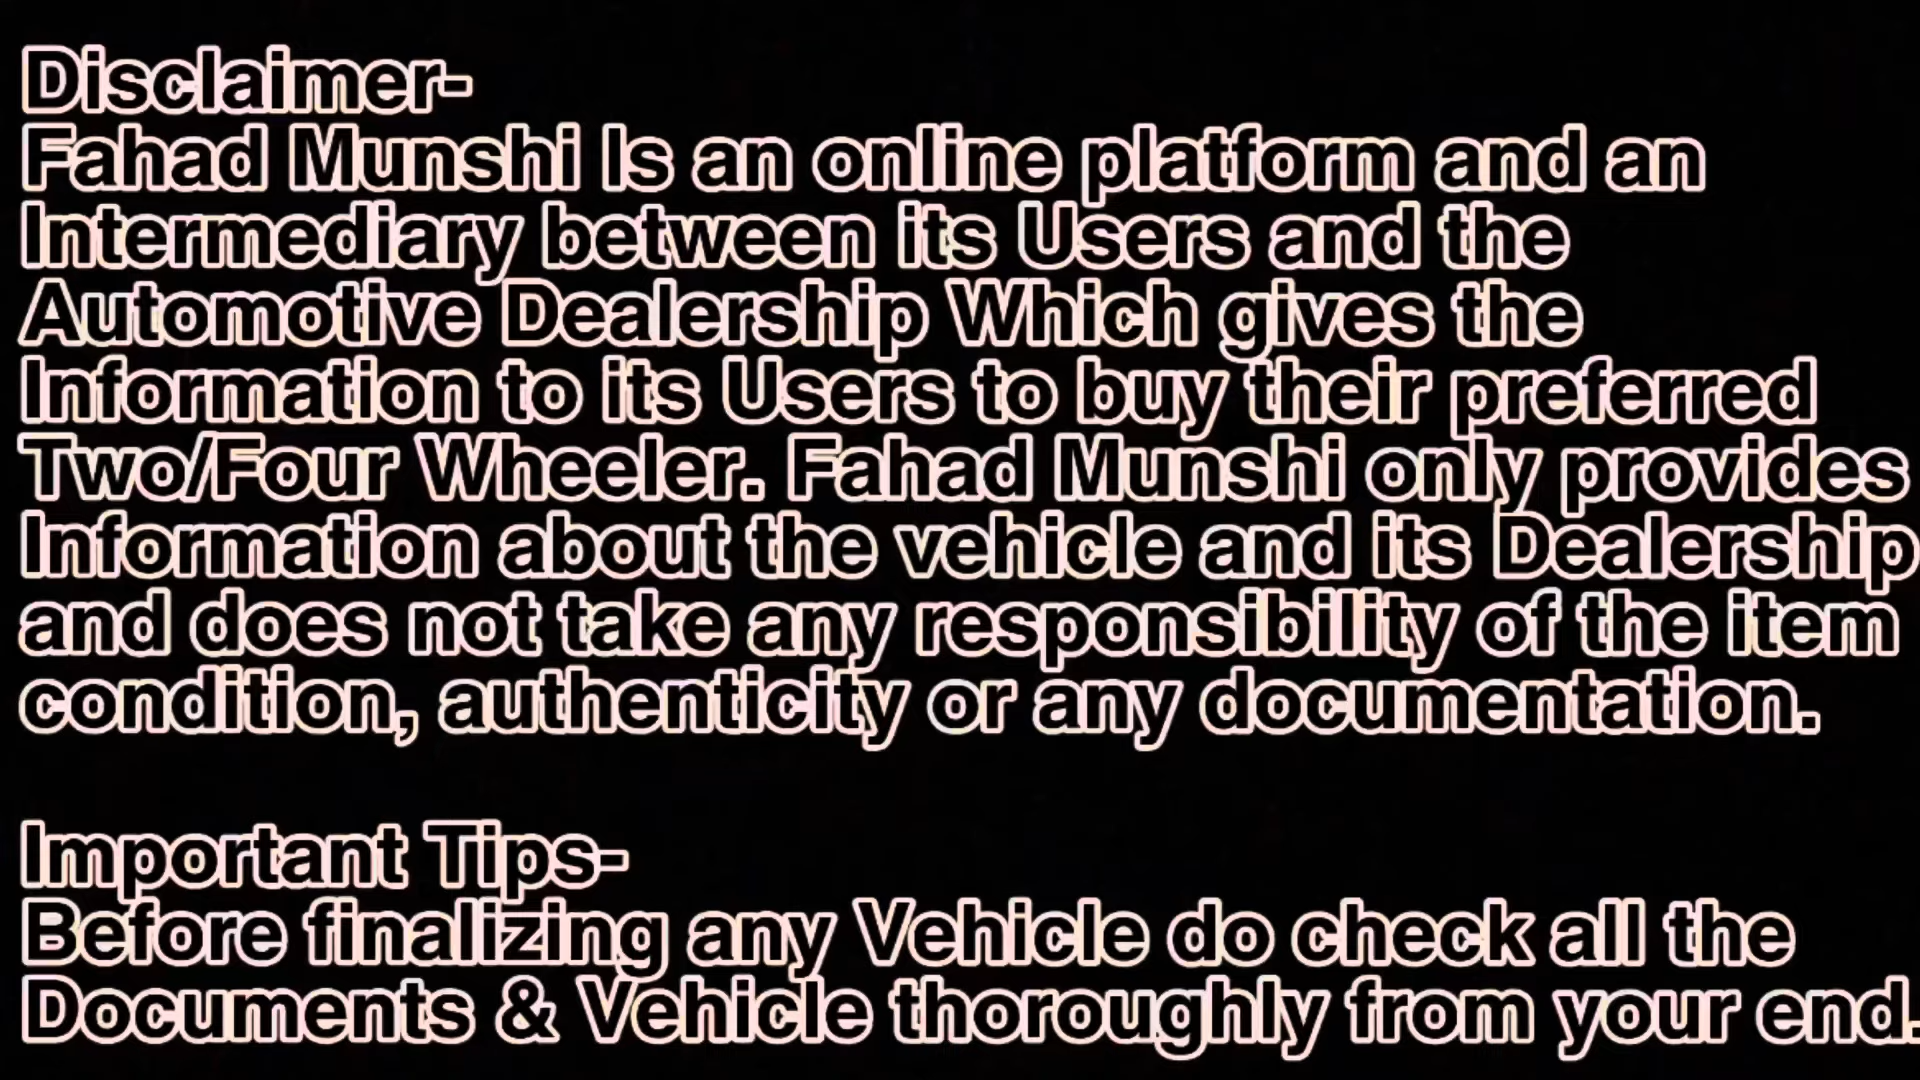 Disclaimer-
Fahad Munshi Is an online platform and an
Intermediary between its Users and the
Automotive Dealership Which gives the
Information to its Users to buy their preferred
Two/Four Wheeler. Fahad Munshi only provides
Information about the vehicle and its Dealership
and does not take any responsibility of the item
condition, authenticity or any documentation.
Important Tips-
Before finalizing any Vehicle do check all the
Documents & Vehicle thoroughly from your end.